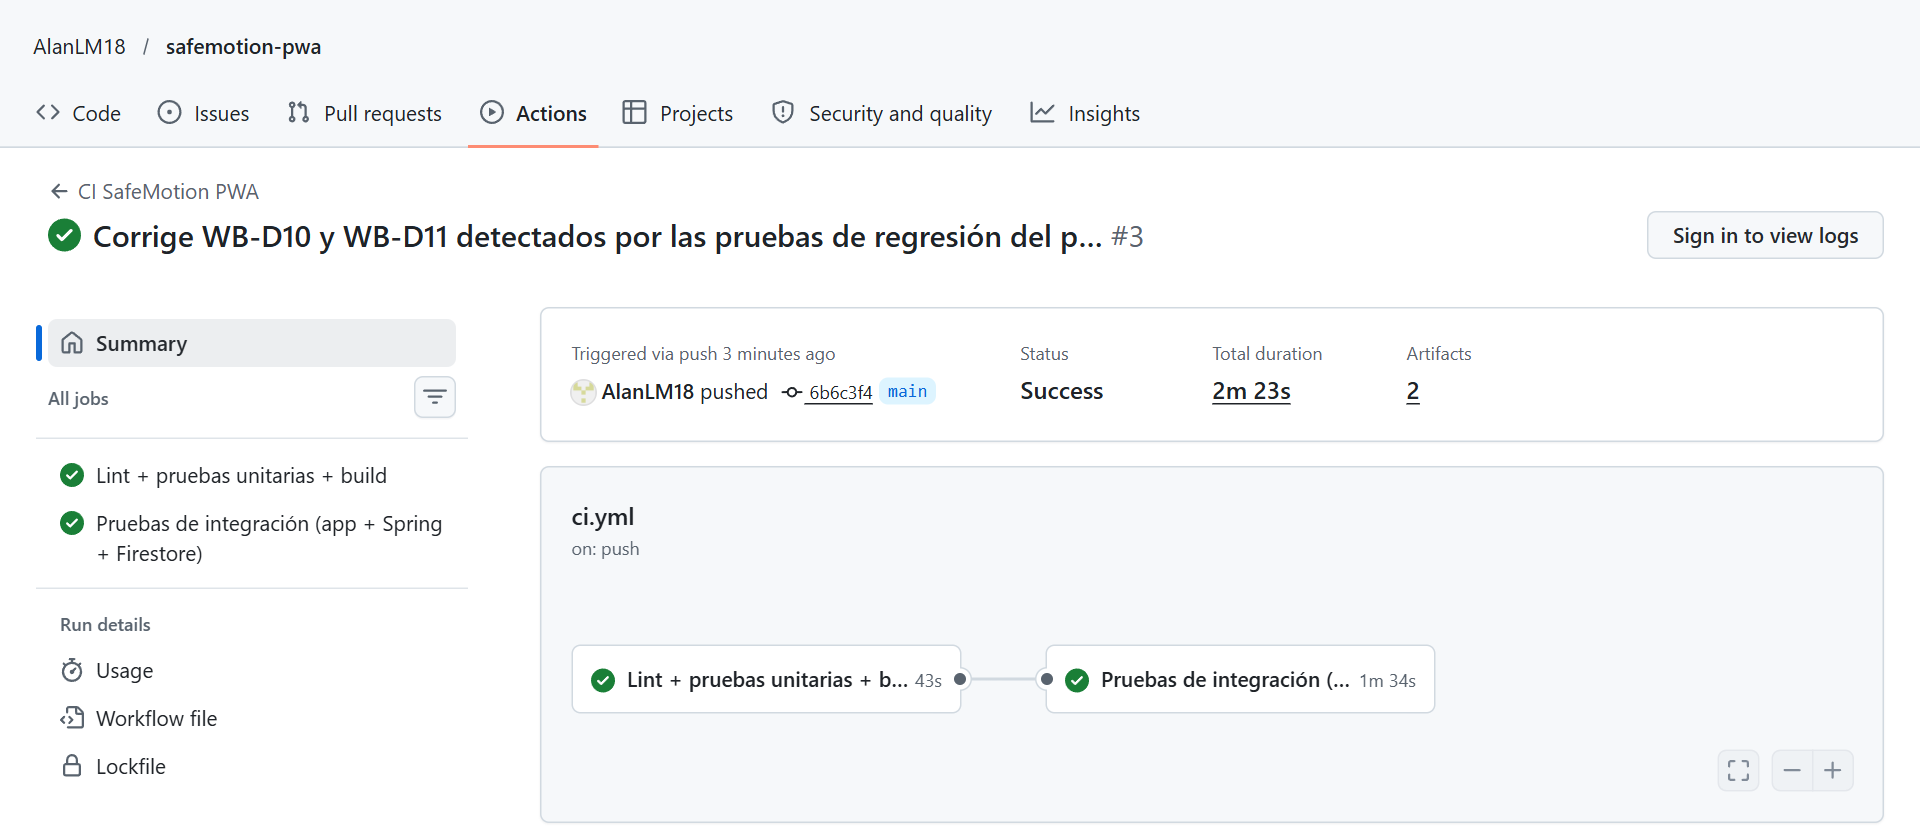 AlanLM18 / safemotion-pwa
Code Issues Pull requests Actions Projects Security and quality Insights
CI SafeMotion PWA
Corrige WB-D10 y WB-D11 detectados por las pruebas de regresión del p... #3
Sign in to view logs
Summary
All jobs
Lint + pruebas unitarias + build
Pruebas de integración (app + Spring
+ Firestore)
Run details
Usage
Workflow file
Lockfile
Triggered via push 3 minutes ago
AlanLM18 pushed 6b6c3f4 main
Status
Success
Total duration
2m 23s
Artifacts
2
ci.yml
on: push
Lint + pruebas unitarias + b... 43s
Pruebas de integración (... 1m 34s